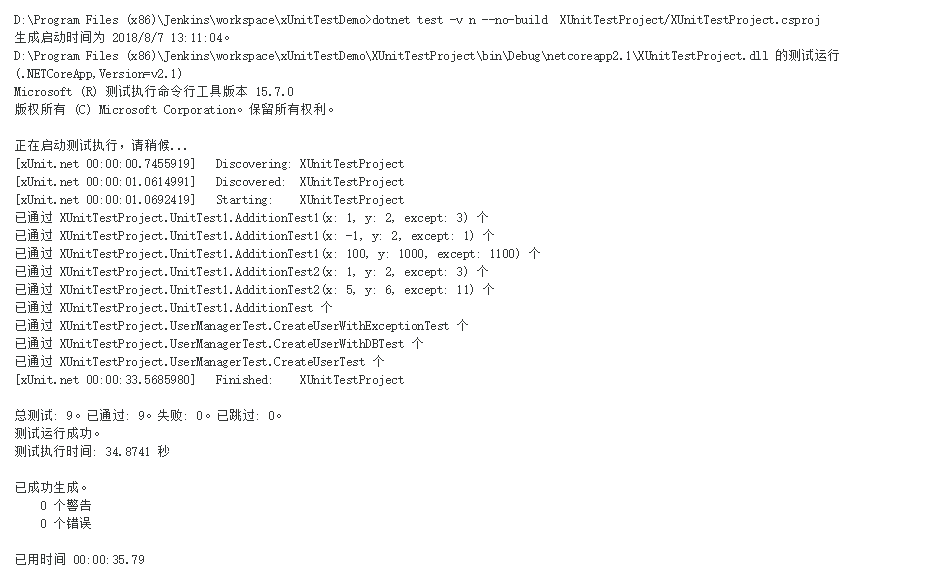 D:\Program Files (x86)\Jenkins\workspace\xUnitTestDemo>dotnet test -v n --no-build  XUnitTestProject/XUnitTestProject.csproj
生成启动时间为 2018/8/7 13:11:04。
D:\Program Files (x86)\Jenkins\workspace\xUnitTestDemo\XUnitTestProject\bin\Debug\netcoreapp2.1\XUnitTestProject.dll 的测试运行
(.NETCoreApp,Version=v2.1)
Microsoft (R) 测试执行命令行工具版本 15.7.0
版权所有 (C) Microsoft Corporation。保留所有权利。
正在启动测试执行，请稍候...
[xUnit.net 00:00:00.7455919]   Discovering: XUnitTestProject
[xUnit.net 00:00:01.0614991]   Discovered:  XUnitTestProject
[xUnit.net 00:00:01.0692419]   Starting:    XUnitTestProject
已通过 XUnitTestProject.UnitTest1.AdditionTest1(x: 1, y: 2, except: 3) 个
已通过 XUnitTestProject.UnitTest1.AdditionTest1(x: -1, y: 2, except: 1) 个
已通过 XUnitTestProject.UnitTest1.AdditionTest1(x: 100, y: 1000, except: 1100) 个
已通过 XUnitTestProject.UnitTest1.AdditionTest2(x: 1, y: 2, except: 3) 个
已通过 XUnitTestProject.UnitTest1.AdditionTest2(x: 5, y: 6, except: 11) 个
已通过 XUnitTestProject.UnitTest1.AdditionTest 个
已通过 XUnitTestProject.UserManagerTest.CreateUserWithExceptionTest 个
已通过 XUnitTestProject.UserManagerTest.CreateUserWithDBTest 个
已通过 XUnitTestProject.UserManagerTest.CreateUserTest 个
[xUnit.net 00:00:33.5685980]   Finished:    XUnitTestProject
总测试: 9。已通过: 9。失败: 0。已跳过: 0。
测试运行成功。
测试执行时间: 34.8741 秒
已成功生成。
0 个警告
0 个错误
已用时间 00:00:35.79